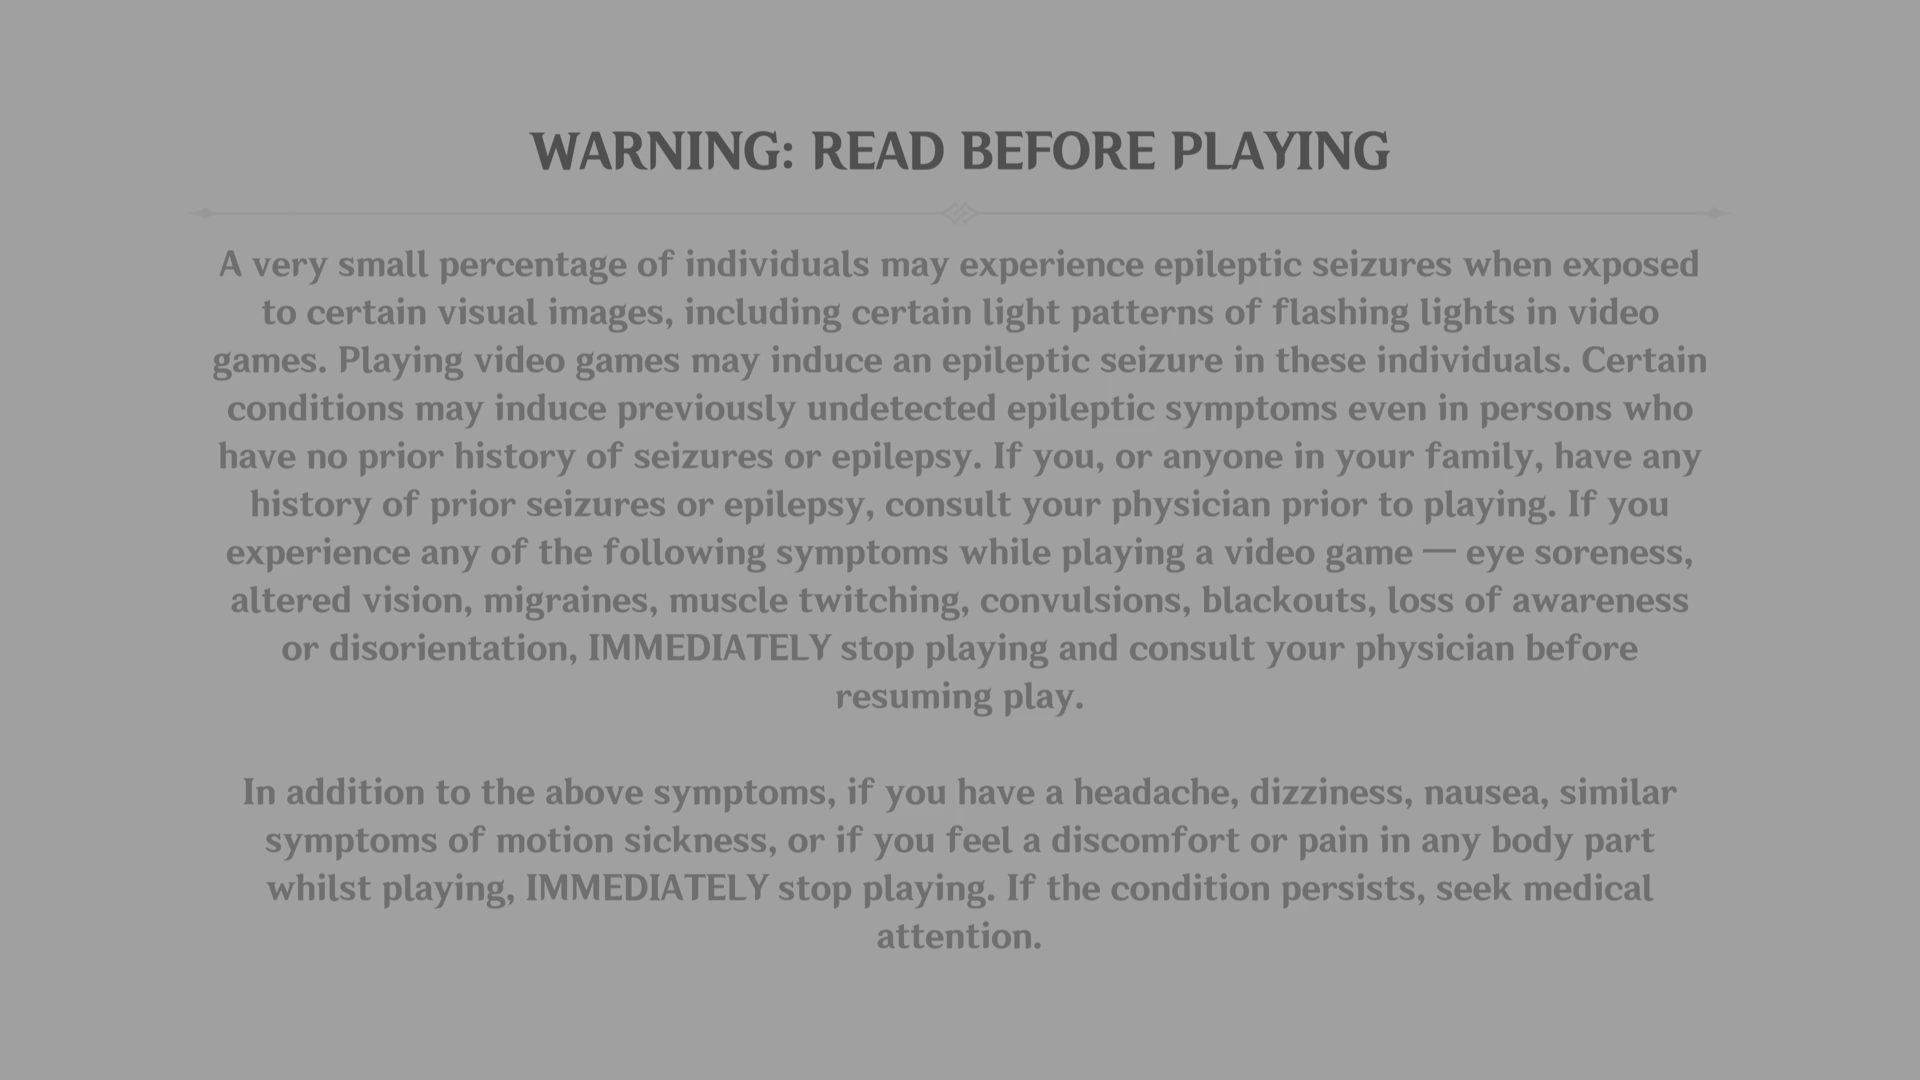 WARNING: READ BEFORE PLAYING
A very small percentage of individuals may experience epileptic seizures when exposed
to certain visual images, including certain light patterns of flashing lights in video
games. Playing video games may induce an epileptic seizure in these individuals. Certain
conditions may induce previously undetected epileptic symptoms even in persons who
have no prior history of seizures or epilepsy. If you, or anyone in your family, have any
history of prior seizures or epilepsy, consult your physician prior to playing. If you
experience any of the following symptoms while playing a video game — eye soreness,
altered vision, migraines, muscle twitching, convulsions, blackouts, loss of awareness
or disorientation, IMMEDIATELY stop playing and consult your physician before
resuming play.
In addition to the above symptoms, if you have a headache, dizziness, nausea, similar
symptoms of motion sickness, or if you feel a discomfort or pain in any body part
whilst playing, IMMEDIATELY stop playing. If the condition persists, seek medical
attention.